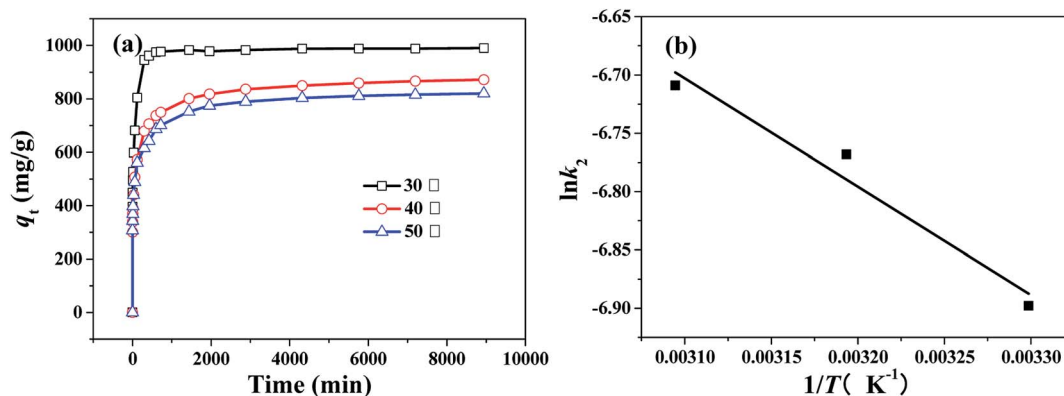 (a)
1000
800
600
400
200
0
qt (mg/g)
30 □
40 □
50 □
0 2000 4000 6000 8000 10000
Time (min)
(b)
-6.65
-6.70
-6.75
-6.80
-6.85
-6.90
lnk2
0.00310 0.00315 0.00320 0.00325 0.00330
1/T( K-1)